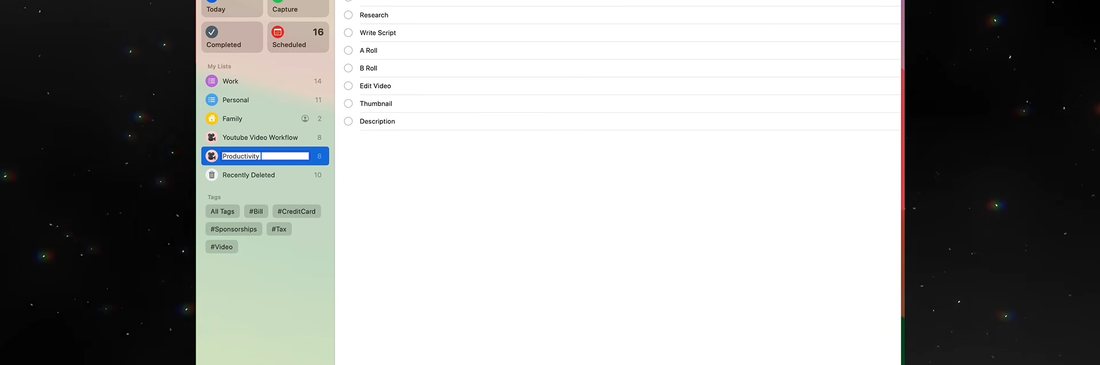 Today
Capture
Completed
16
Scheduled
My Lists
Work 14
Personal 11
Family 2
Youtube Video Workflow 8
Productivity 8
Recently Deleted 10
Tags
All Tags #Bill #CreditCard
#Sponsorships #Tax
#Video
Research
Write Script
A Roll
B Roll
Edit Video
Thumbnail
Description